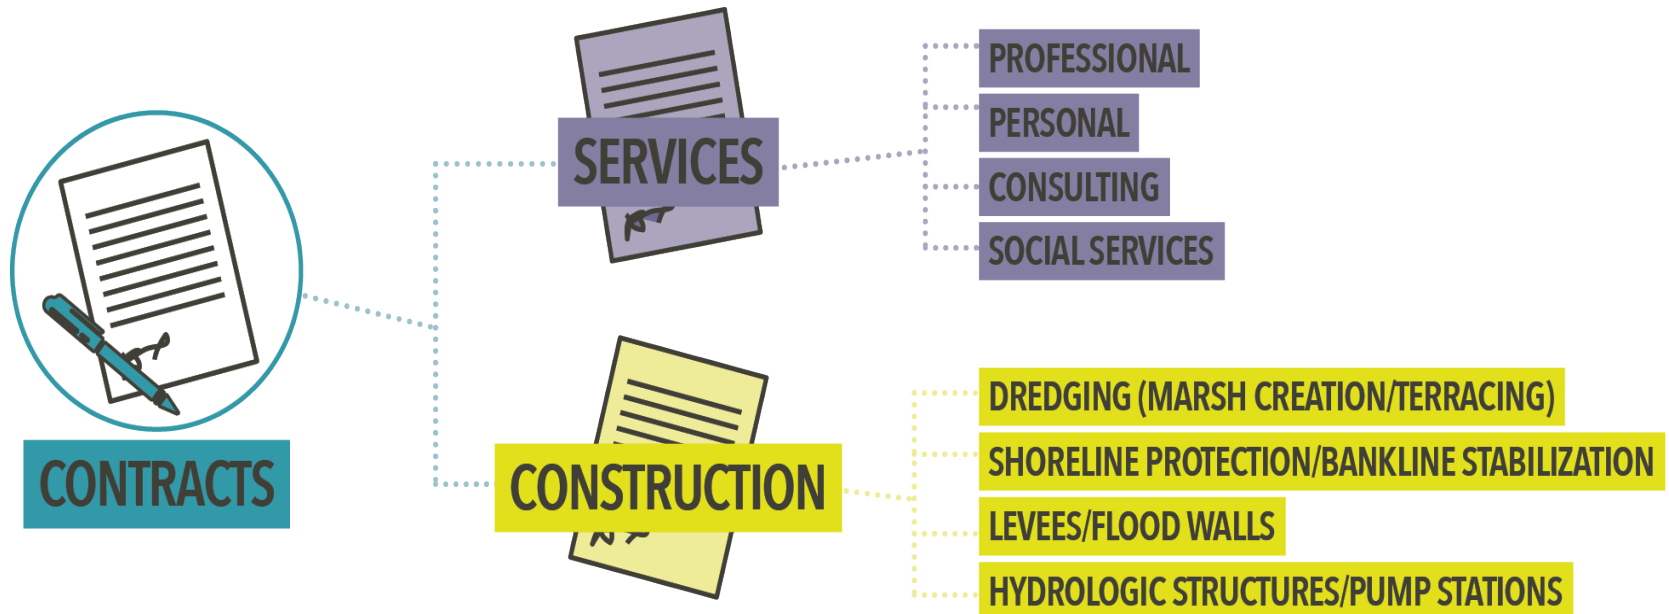 CONTRACTS
SERVICES
PROFESSIONAL
PERSONAL
CONSULTING
SOCIAL SERVICES
CONSTRUCTION
DREDGING (MARSH CREATION/TERRACING)
SHORELINE PROTECTION/BANKLINE STABILIZATION
LEVEES/FLOOD WALLS
HYDROLOGIC STRUCTURES/PUMP STATIONS